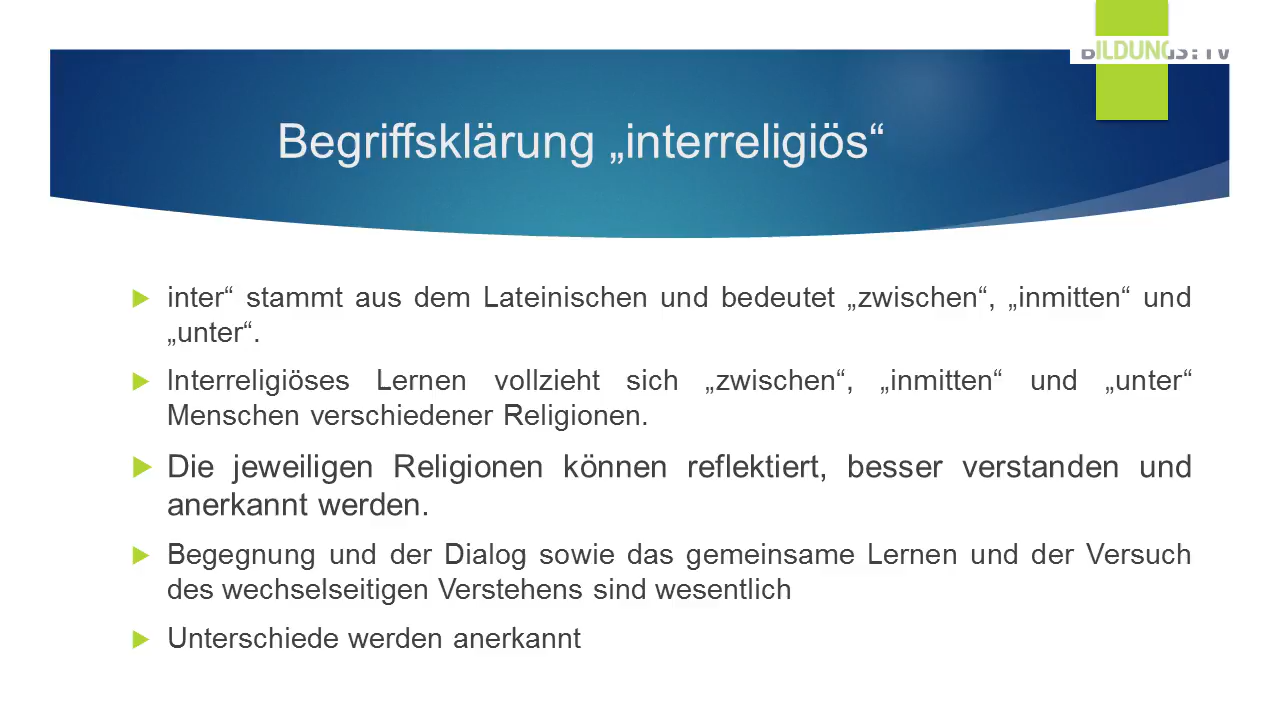 BILDUNGS:TV
Begriffsklärung „interreligiös“
inter“ stammt aus dem Lateinischen und bedeutet „zwischen“, „inmitten“ und
„unter“.
Interreligiöses Lernen vollzieht sich „zwischen“, „inmitten“ und „unter“
Menschen verschiedener Religionen.
Die jeweiligen Religionen können reflektiert, besser verstanden und
anerkannt werden.
Begegnung und der Dialog sowie das gemeinsame Lernen und der Versuch
des wechselseitigen Verstehens sind wesentlich
Unterschiede werden anerkannt